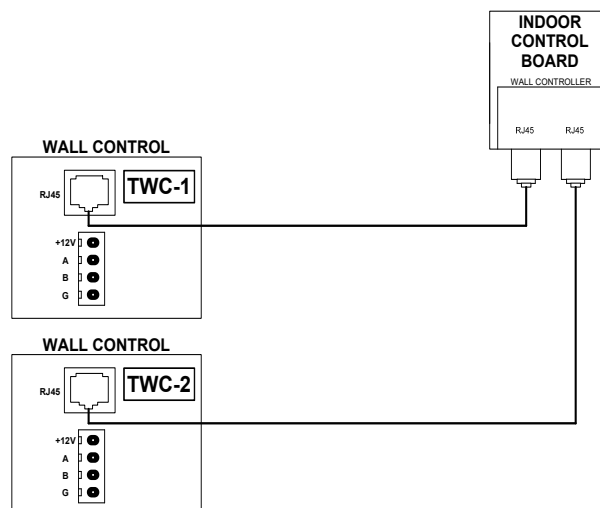 INDOOR
CONTROL
BOARD
WALL CONTROLLER
RJ45 RJ45
WALL CONTROL
RJ45 TWC-1
+12V
A
B
G
WALL CONTROL
RJ45 TWC-2
+12V
A
B
G